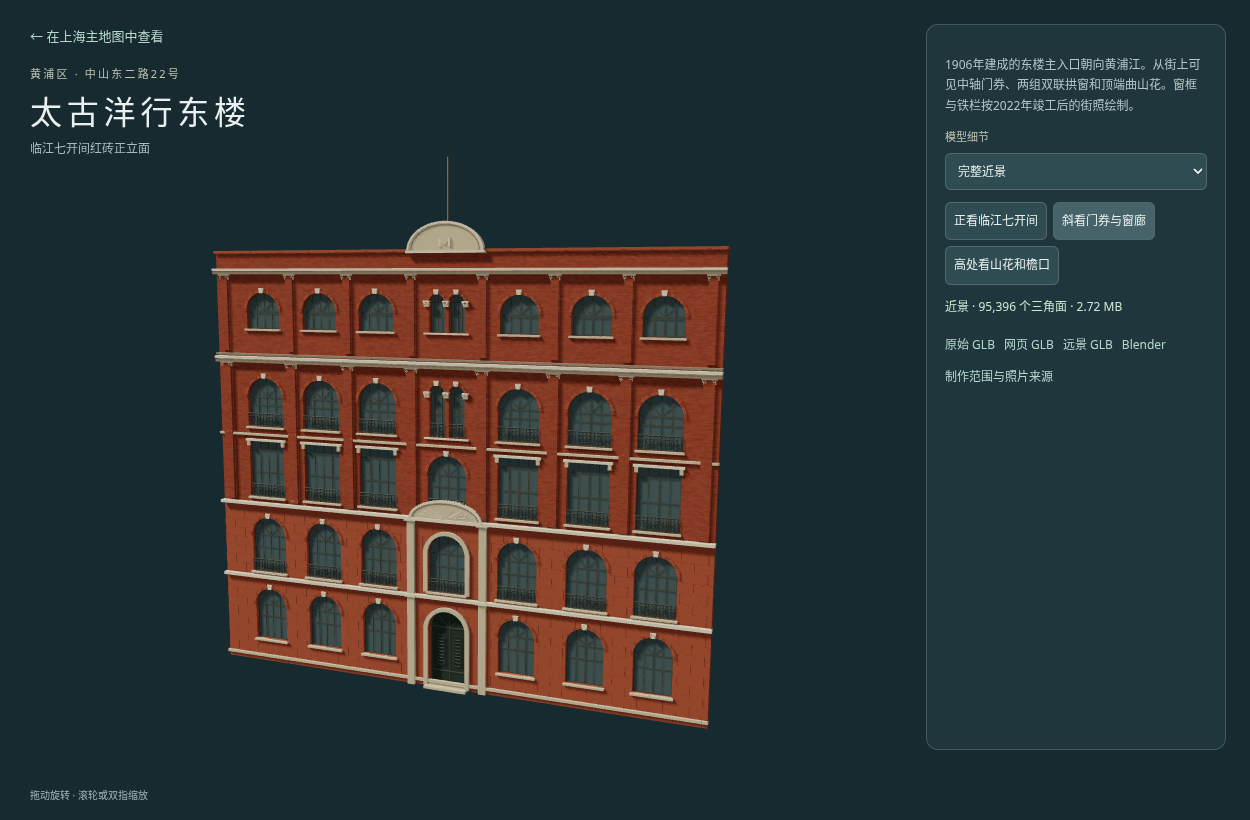 ← 在上海主地图中查看
黄浦区 · 中山东二路22号
太古洋行东楼
临江七开间红砖正立面
1906年建成的东楼主入口朝向黄浦江。从街上可
见中轴门券、两组双联拱窗和顶端曲山花。窗框
与铁栏按2022年竣工后的街照绘制。
模型细节
完整近景
正看临江七开间
斜看门券与窗廊
高处看山花和檐口
近景 · 95,396 个三角面 · 2.72 MB
原始 GLB 网页 GLB 远景 GLB Blender
制作范围与照片来源
拖动旋转 · 滚轮或双指缩放